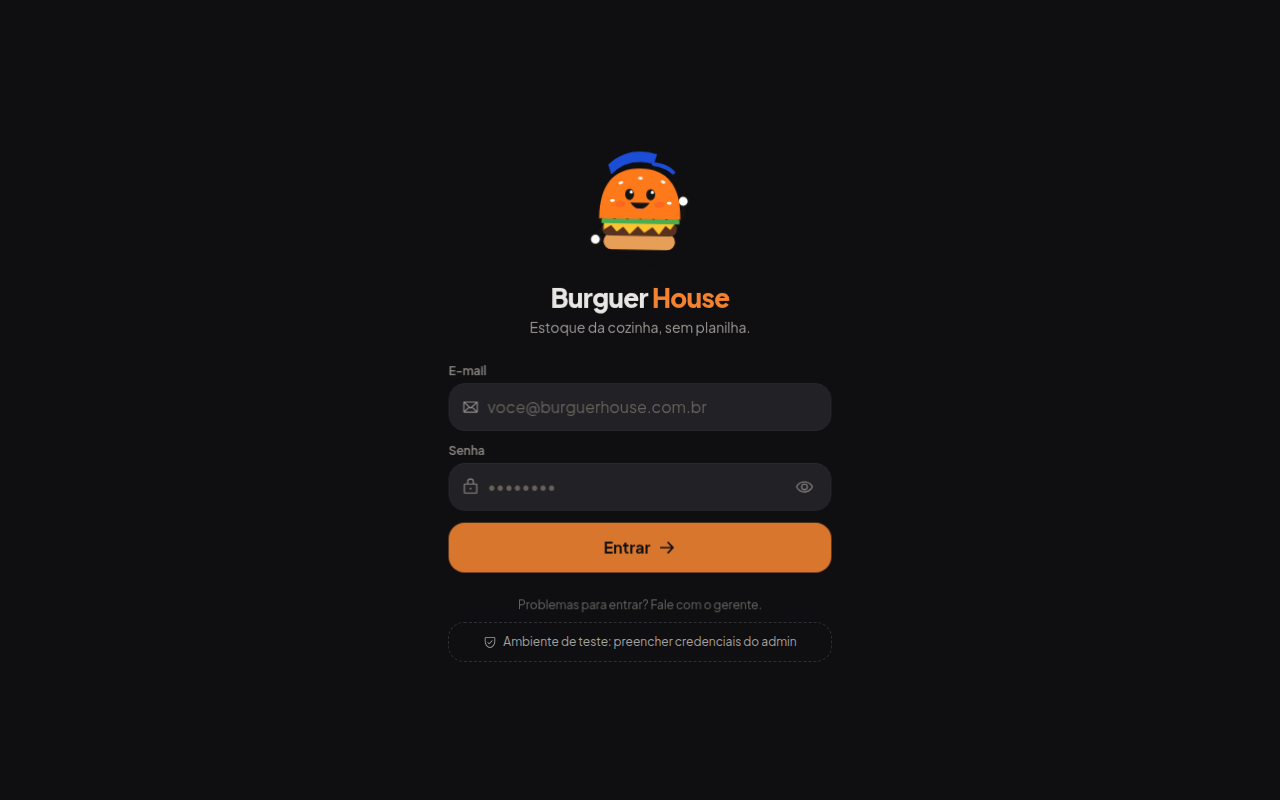 Burguer House
Estoque da cozinha, sem planilha.
E-mail
voce@burguerhouse.com.br
Senha
••••••••
Entrar →
Problemas para entrar? Fale com o gerente.
Ambiente de teste: preencher credenciais do admin